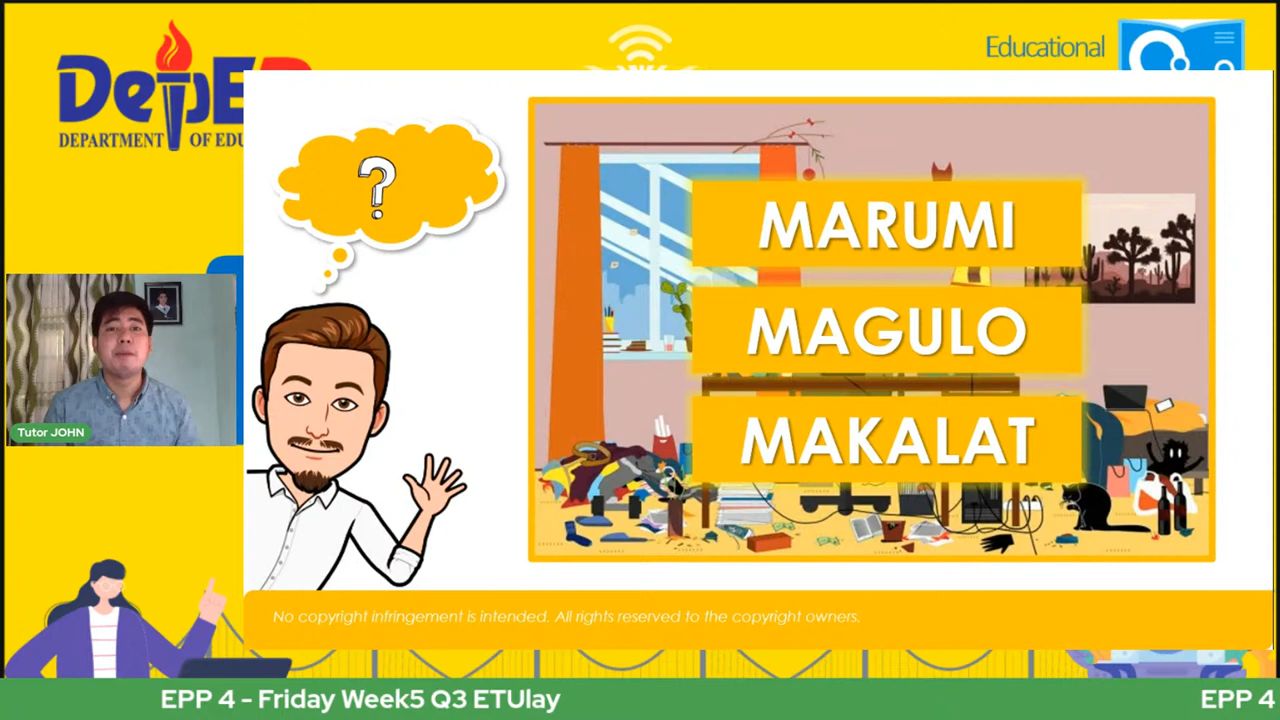 DepED
DEPARTMENT OF EDU
Educational
?
MARUMI
MAGULO
MAKALAT
Tutor JOHN
No copyright infringement is intended. All rights reserved to the copyright owners.
EPP 4 - Friday Week5 Q3 ETUlay
EPP 4